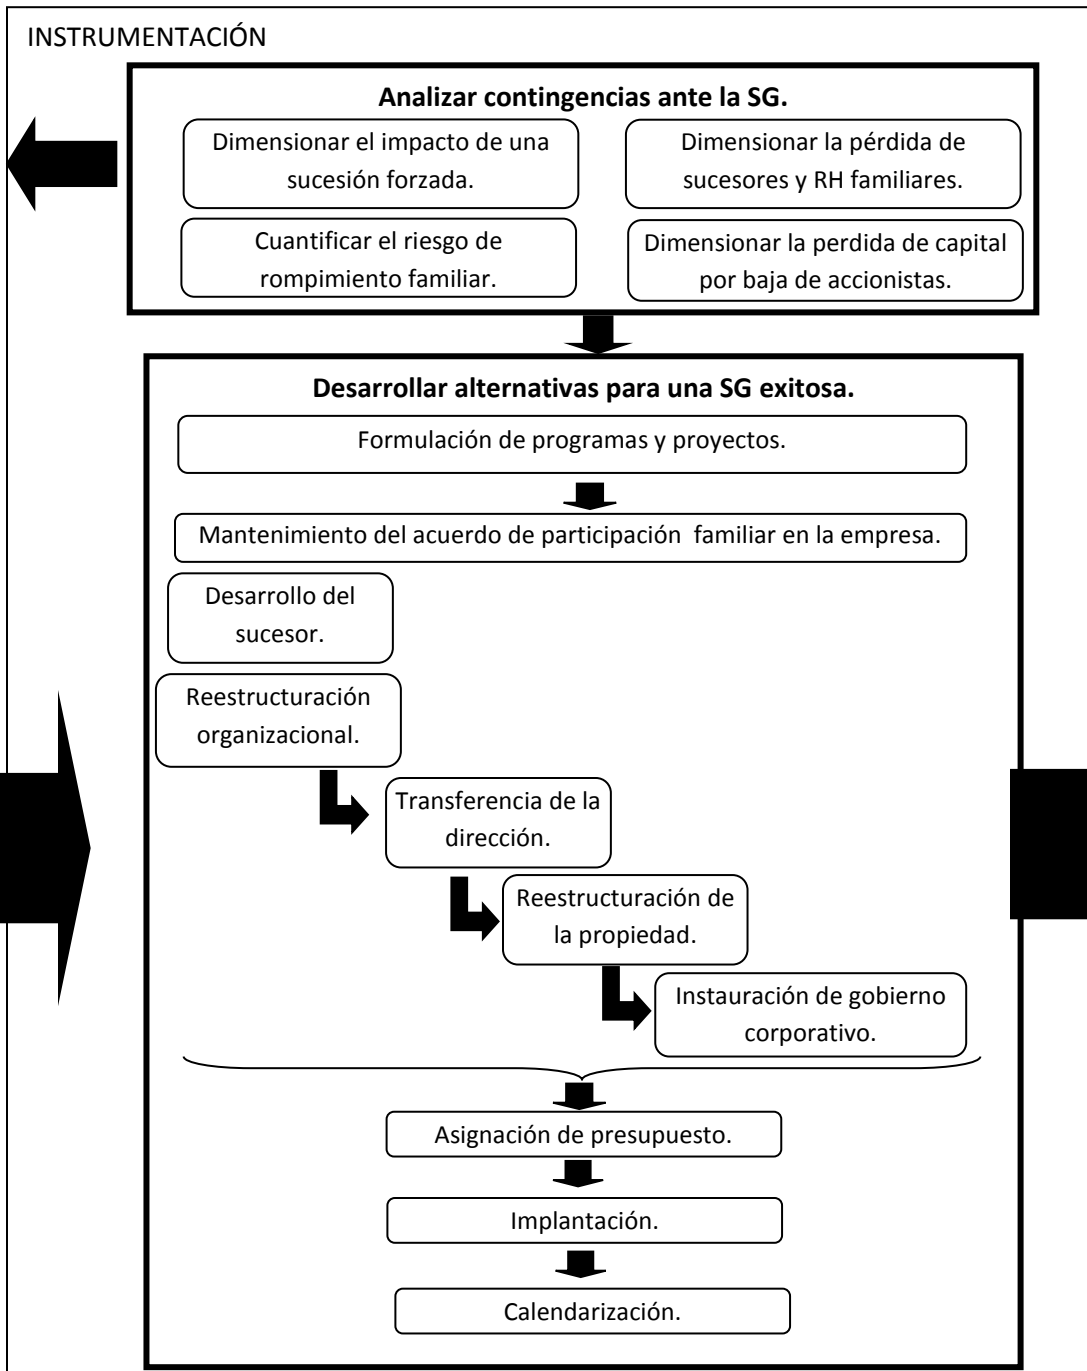 INSTRUMENTACIÓN
Analizar contingencias ante la SG.
Dimensionar el impacto de una
sucesión forzada.
Dimensionar la pérdida de
sucesores y RH familiares.
Cuantificar el riesgo de
rompimiento familiar.
Dimensionar la perdida de capital
por baja de accionistas.
Desarrollar alternativas para una SG exitosa.
Formulación de programas y proyectos.
Mantenimiento del acuerdo de participación  familiar en la empresa.
Desarrollo del
sucesor.
Reestructuración
organizacional.
Transferencia de la
dirección.
Reestructuración de
la propiedad.
Instauración de gobierno
corporativo.
Asignación de presupuesto.
Implantación.
Calendarización.